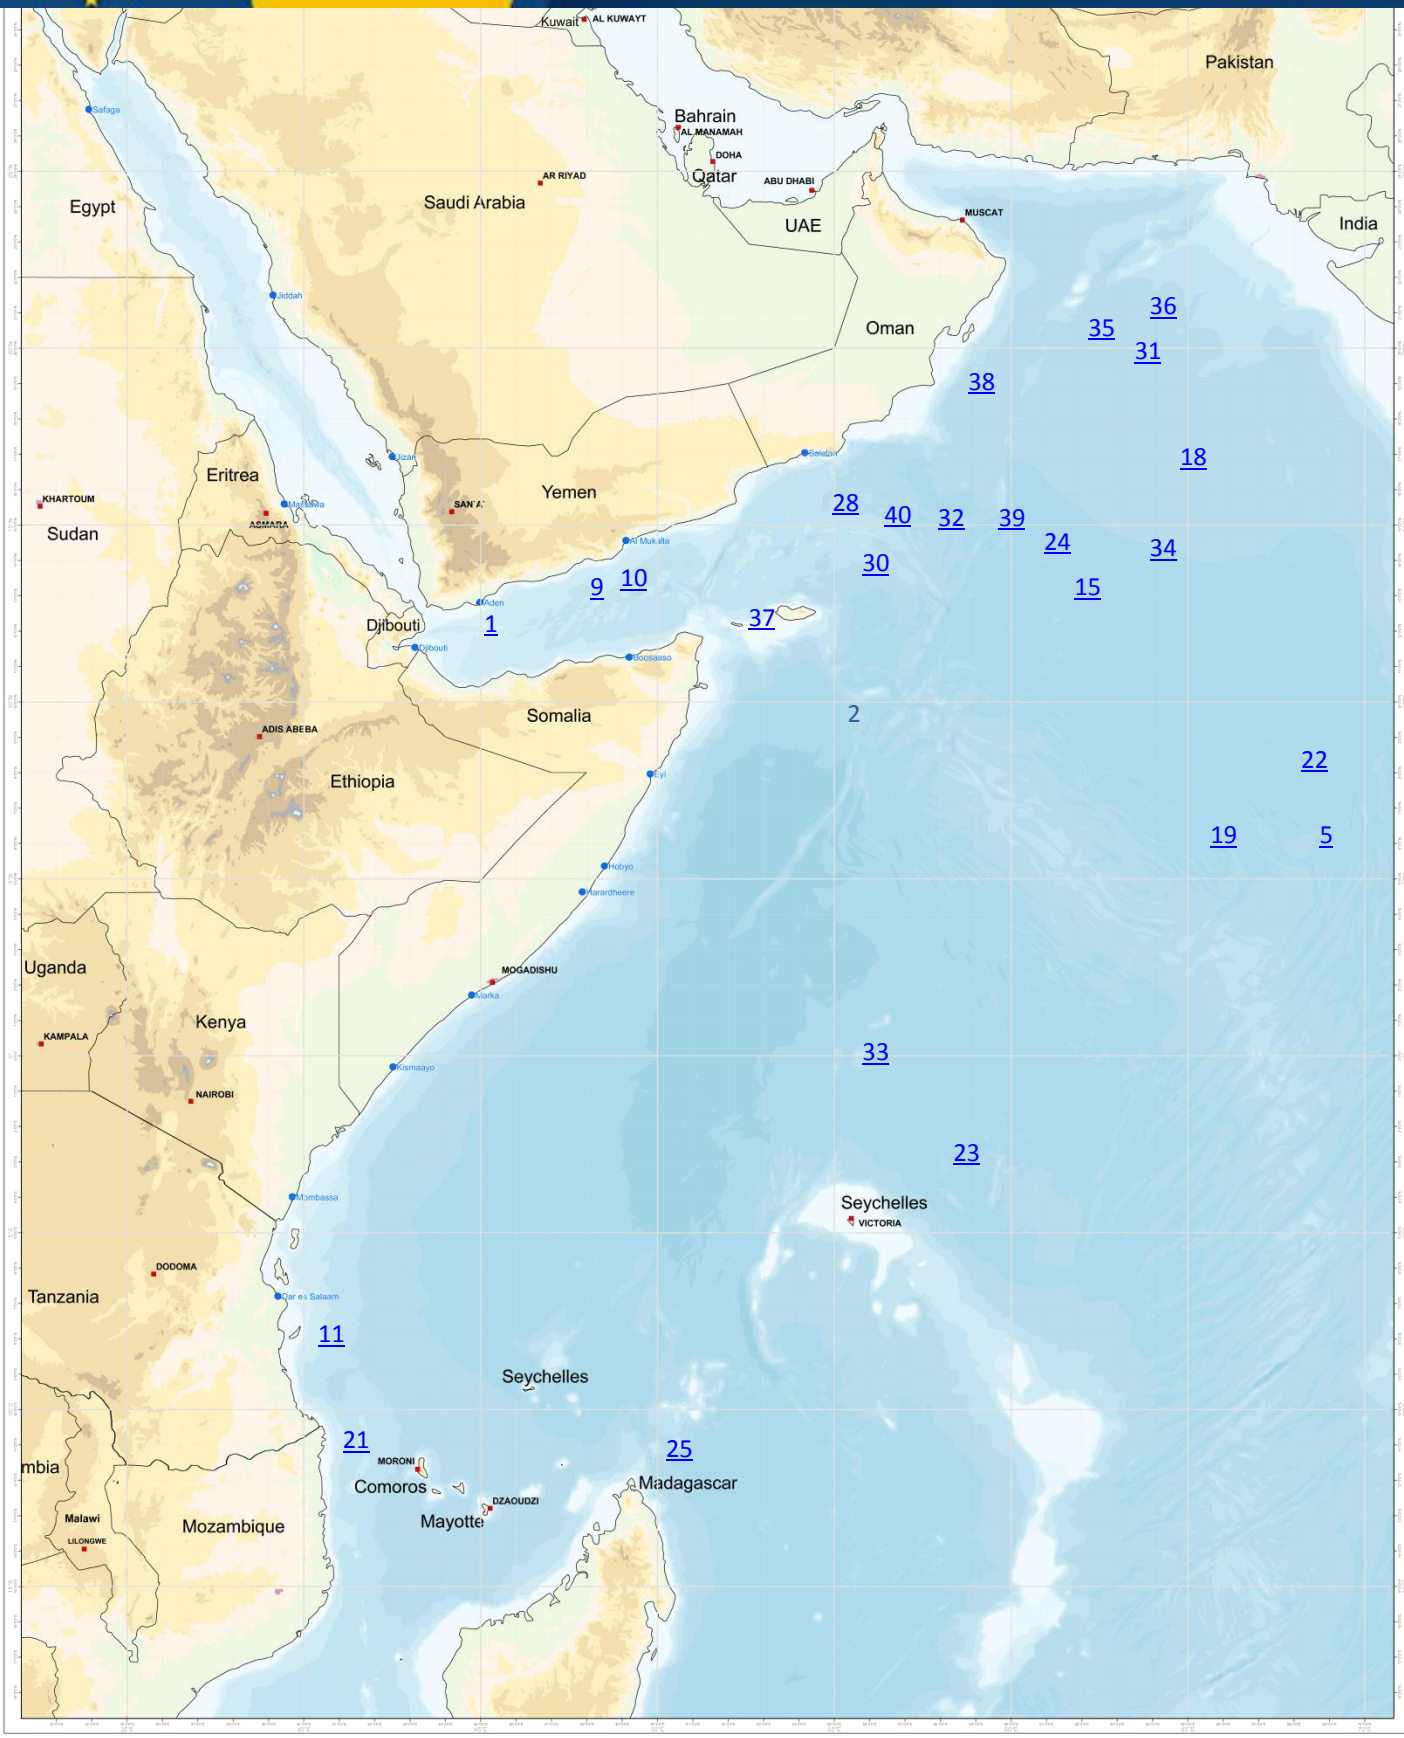 Kuwait AL KUWAYT
Pakistan
Safaga
Bahrain
AL MANAMAH
DOHA
AR RIYAD
Qatar
ABU DHABI
Saudi Arabia
Egypt
MUSCAT
UAE
India
Jiddah
36
35
Oman
31
38
Jizan
Salalah
18
Eritrea
Yemen
KHARTOUM
Massawa
SAN'A'
28
40
32
39
ASMARA
Sudan
Al Mukalla
24
34
30
10
9
15
Aden
1
37
Djibouti
Djibouti
Boosaaso
Somalia
2
ADIS ABEBA
22
Eyl
Ethiopia
19
5
Hobyo
Harardheere
Uganda
MOGADISHU
Marka
Kenya
KAMPALA
33
Kismaayo
NAIROBI
23
Mombassa
Seychelles
VICTORIA
DODOMA
Tanzania
Dar es Salaam
11
Seychelles
21
25
mbia
MORONI
Comoros
Madagascar
DZAOUDZI
Malawi
Mayotte
Mozambique
LILONGWE